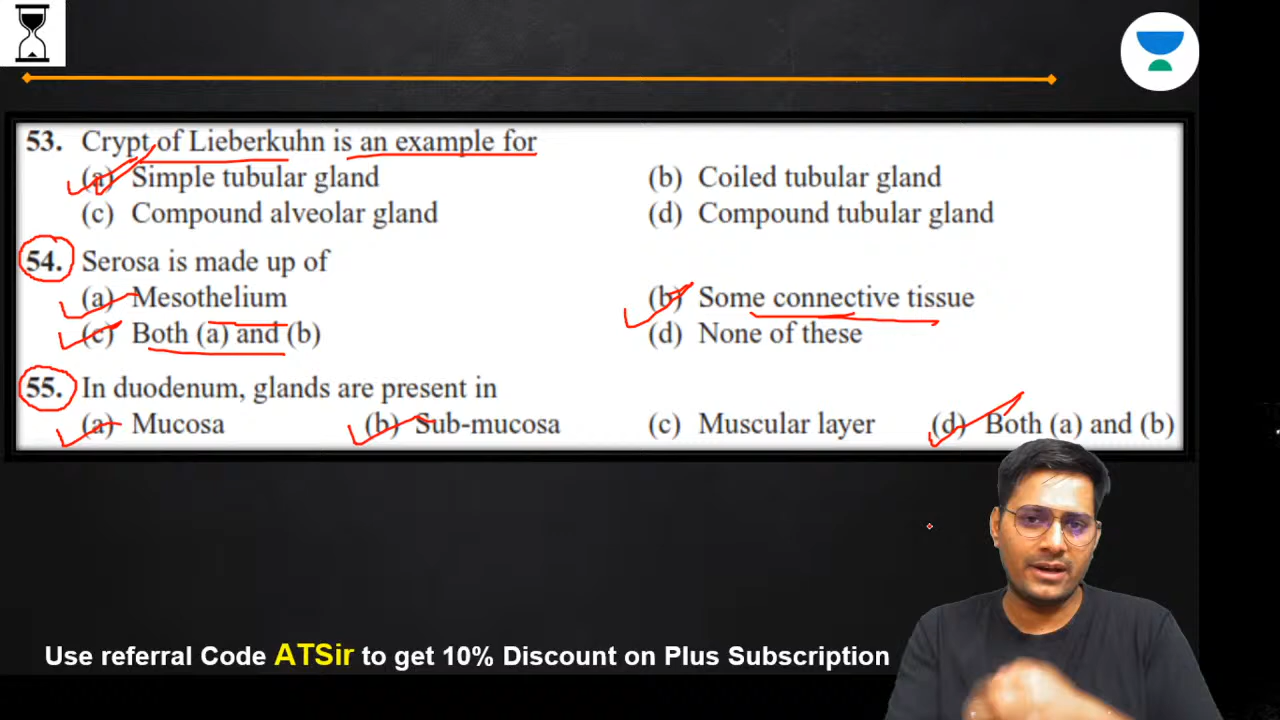 53. Crypt of Lieberkuhn is an example for
(a) Simple tubular gland (b) Coiled tubular gland
(c) Compound alveolar gland (d) Compound tubular gland
54. Serosa is made up of
(a) Mesothelium (b) Some connective tissue
(c) Both (a) and (b) (d) None of these
55. In duodenum, glands are present in
(a) Mucosa (b) Sub-mucosa (c) Muscular layer (d) Both (a) and (b)
Use referral Code ATSir to get 10% Discount on Plus Subscription